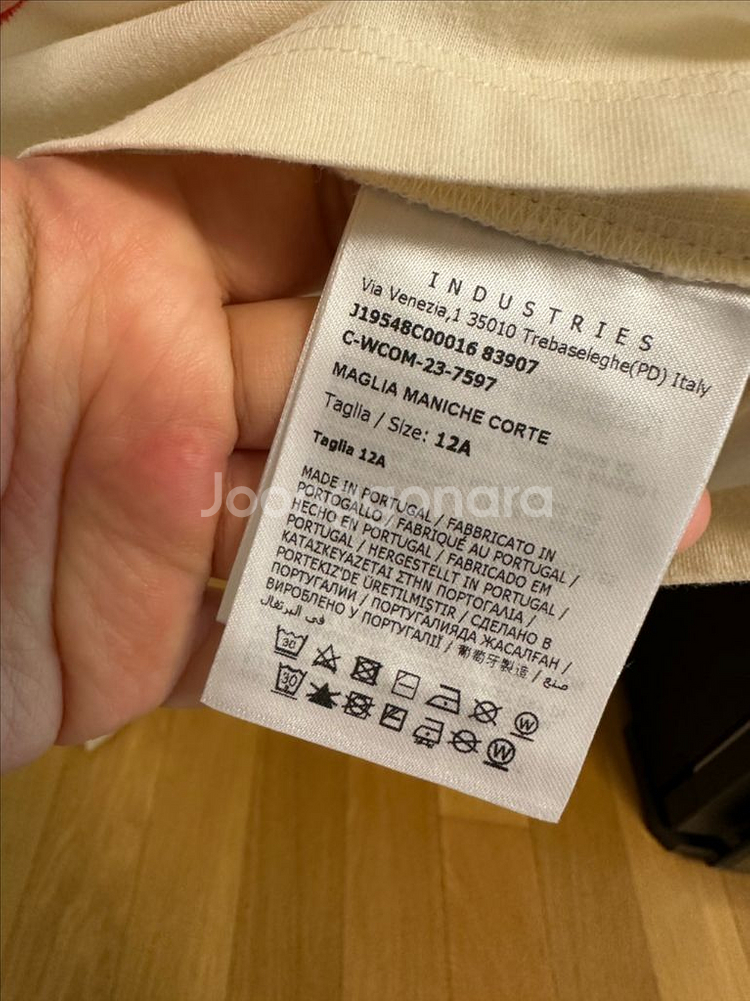 INDUSTRIES
Via Venezia,1 35010 Trebaseleghe(PD) Italy
J19548C00016 83907
C-WCOM-23-7597
MAGLIA MANICHE CORTE
Taglia / Size: 12A
Taglia 12A
MADE IN PORTUGAL / FABBRICATO IN
PORTOGALLO / FABRIQUÉ AU PORTUGAL /
HECHO EN PORTUGAL / FABRICADO EM
PORTUGAL / HERGESTELLT IN PORTUGAL /
ΚΑΤΑΣΚΕΥΑΖΕΤΑΙ ΣΤΗΝ ΠΟΡΤΟΓΑΛΙΑ /
PORTEKIZ'DE ÜRETILMIŞTIR / СДЕЛАНО В
ПОРТУГАЛИИ / ПОРТУГАЛИЯДА ЖАСАЛҒАН /
ВИРОБЛЕНО У ПОРТУГАЛІЇ / 葡萄牙製造 / صنع
في البرتغال
30 W
30 W
Joonggonara